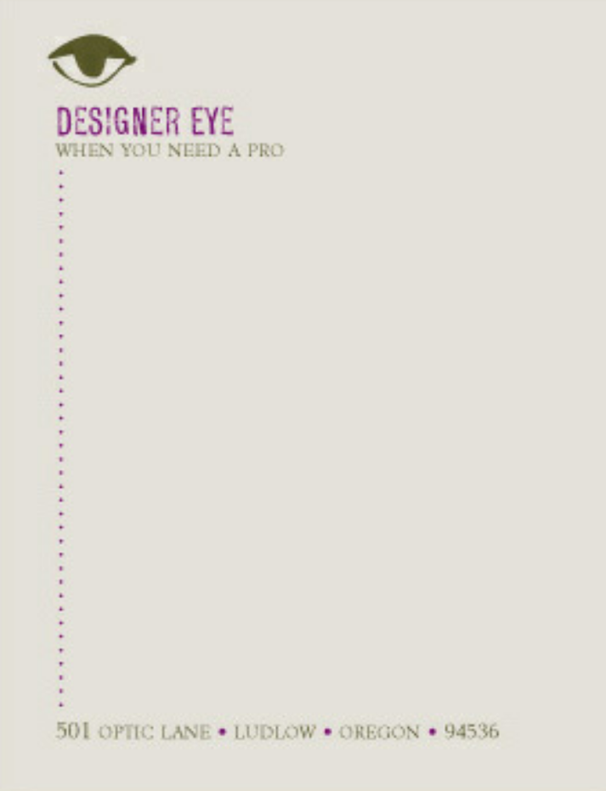 DESIGNER EYE
WHEN YOU NEED A PRO
501 OPTIC LANE • LUDLOW • OREGON • 94536